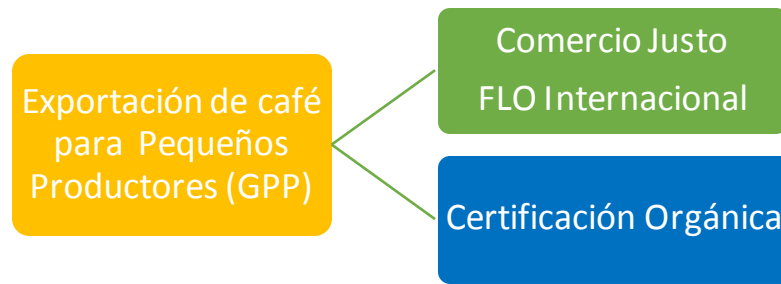 Exportación de café
para Pequeños
Productores (GPP)
Comercio Justo
FLO Internacional
Certificación Orgánica